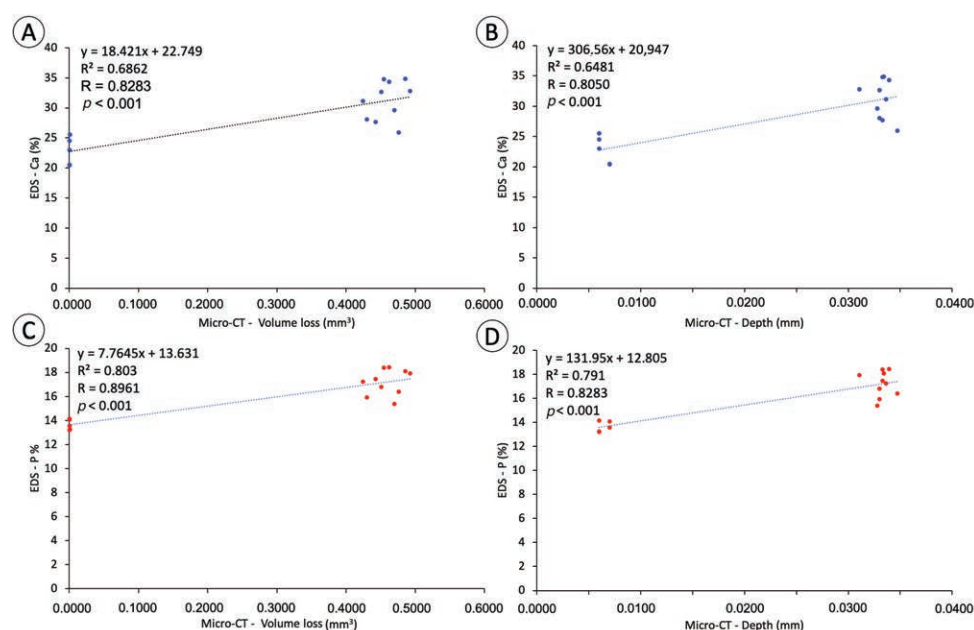 A
y = 18.421x + 22.749
R² = 0.6862
R = 0.8283
p < 0.001
EDS - Ca (%)
40
35
30
25
20
15
10
5
0
0.0000 0.1000 0.2000 0.3000 0.4000 0.5000 0.6000
Micro-CT - Volume loss (mm³)
B
y = 306,56x + 20,947
R² = 0.6481
R = 0.8050
p < 0.001
EDS - Ca (%)
40
35
30
25
20
15
10
5
0
0.0000 0.0100 0.0200 0.0300 0.0400
Micro-CT - Depth (mm)
C
y = 7.7645x + 13.631
R² = 0.803
R = 0.8961
p < 0.001
EDS - P %
20
18
16
14
12
10
8
6
4
2
0
0.0000 0.1000 0.2000 0.3000 0.4000 0.5000 0.6000
Micro-CT - Volume loss (mm³)
D
y = 131.95x + 12.805
R² = 0.791
R = 0.8283
p < 0.001
EDS - P (%)
20
18
16
14
12
10
8
6
4
2
0
0.0000 0.0100 0.0200 0.0300 0.0400
Micro-CT - Depth (mm)